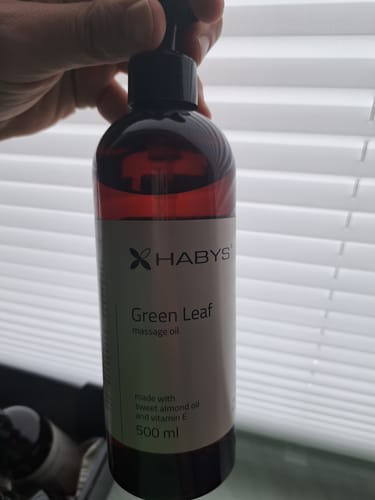 HABYS
Green Leaf
massage oil
made with
sweet almond oil
and vitamin E
500 ml